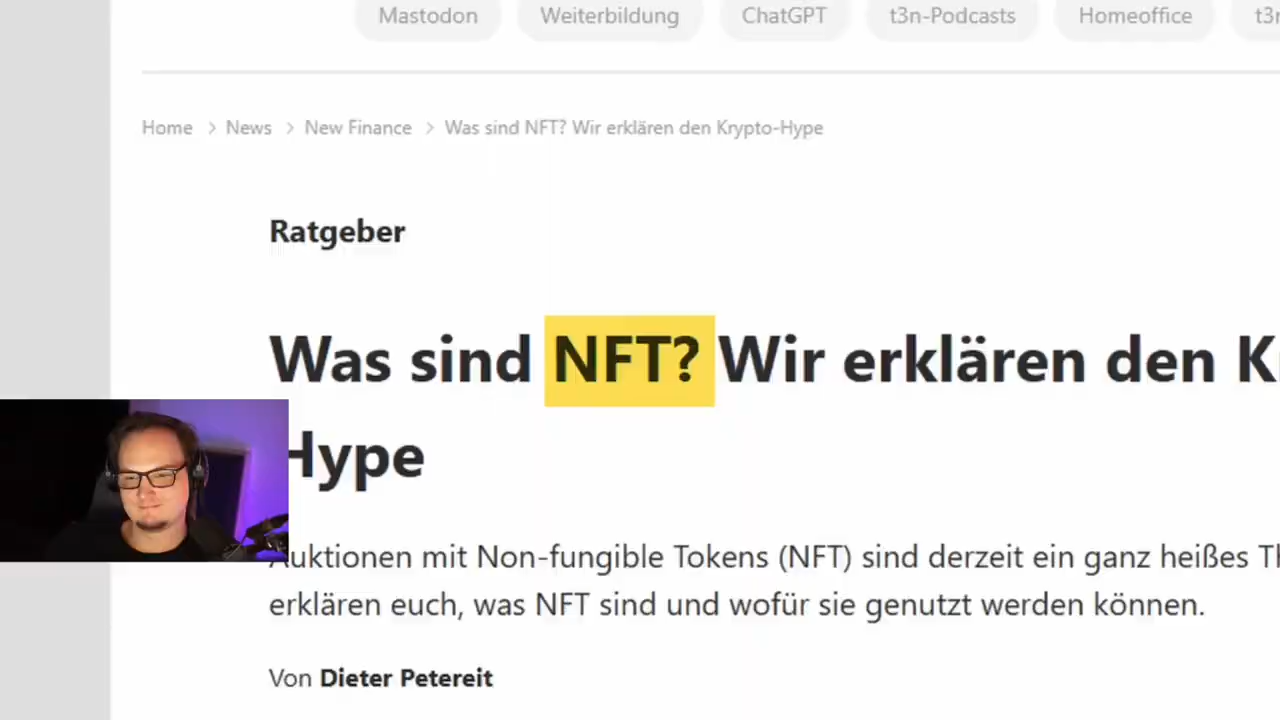 Mastodon Weiterbildung ChatGPT t3n-Podcasts Homeoffice
Home > News > New Finance > Was sind NFT? Wir erklären den Krypto-Hype
Ratgeber
Was sind NFT? Wir erklären den
Hype
Auktionen mit Non-fungible Tokens (NFT) sind derzeit ein ganz heißes
erklären euch, was NFT sind und wofür sie genutzt werden können.
Von Dieter Petereit